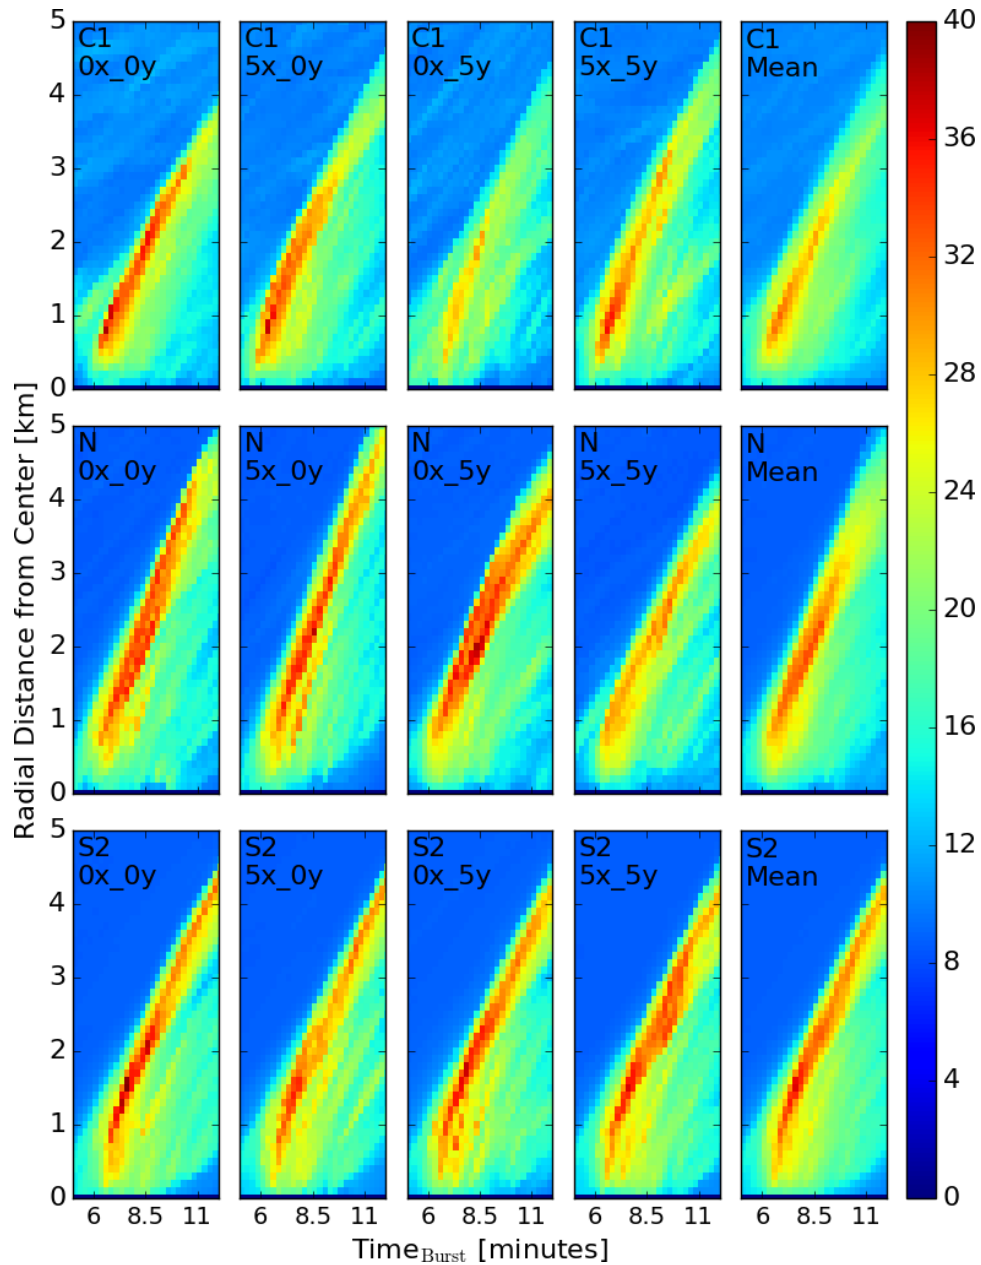 5
4
3
2
1
0
C1
0x_0y
C1
5x_0y
C1
0x_5y
C1
5x_5y
C1
Mean
5
4
3
2
1
0
N
0x_0y
N
5x_0y
N
0x_5y
N
5x_5y
N
Mean
5
4
3
2
1
0
S2
0x_0y
S2
5x_0y
S2
0x_5y
S2
5x_5y
S2
Mean
6 8.5 11
6 8.5 11
6 8.5 11
6 8.5 11
6 8.5 11
Radial Distance from Center [km]
Time_Burst [minutes]
40
36
32
28
24
20
16
12
8
4
0